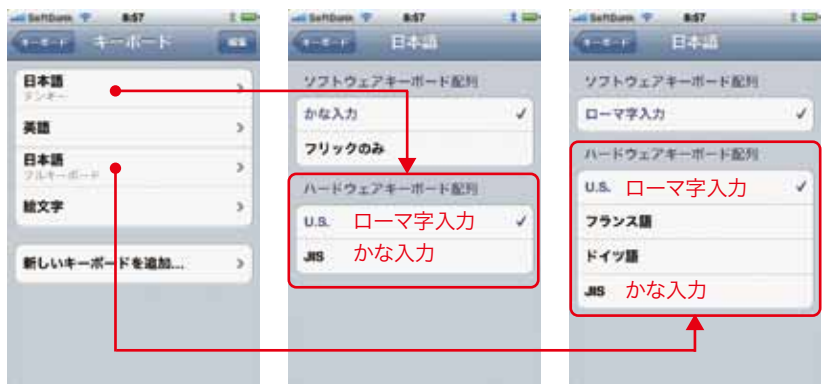 SoftBank 8:57
キーボード キーボード 編集
日本語
テンキー
英語
日本語
フルキーボード
絵文字
新しいキーボードを追加...
SoftBank 8:57
キーボード 日本語
ソフトウェアキーボード配列
かな入力
フリックのみ
ハードウェアキーボード配列
U.S. ローマ字入力
JIS かな入力
SoftBank 8:57
キーボード 日本語
ソフトウェアキーボード配列
ローマ字入力
ハードウェアキーボード配列
U.S. ローマ字入力
フランス語
ドイツ語
JIS かな入力